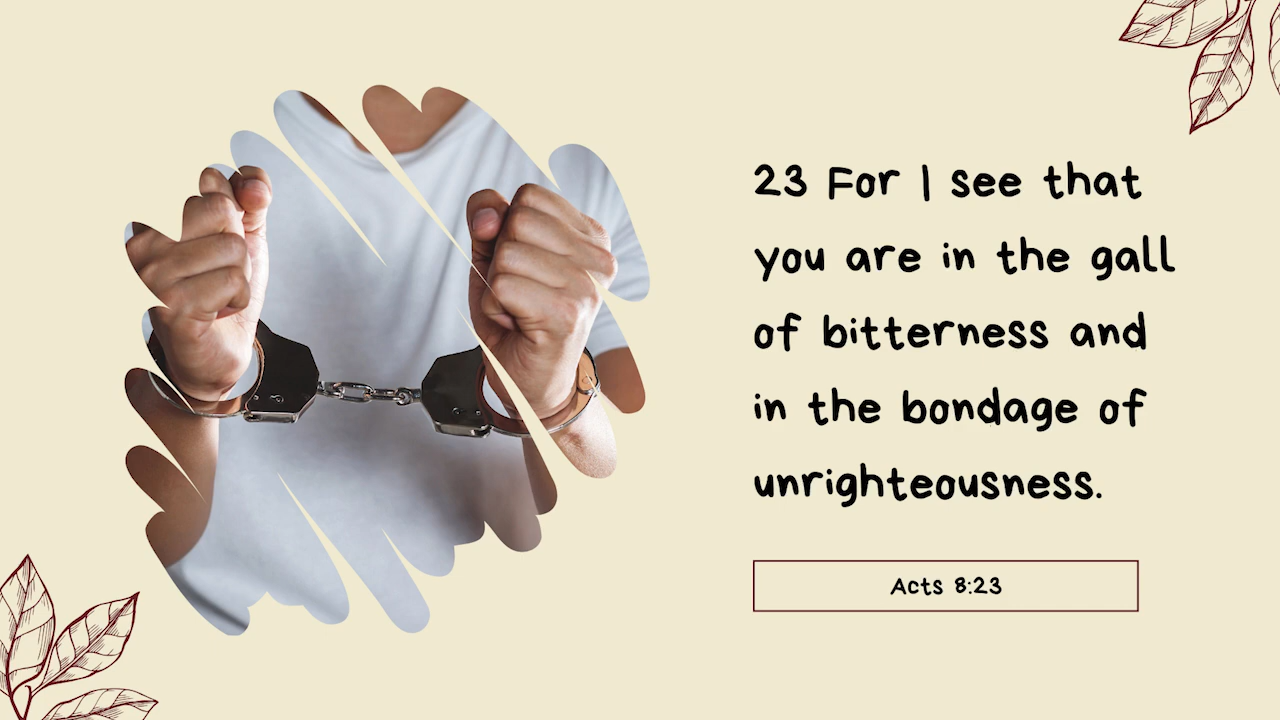 23 For I see that
you are in the gall
of bitterness and
in the bondage of
unrighteousness.
Acts 8:23